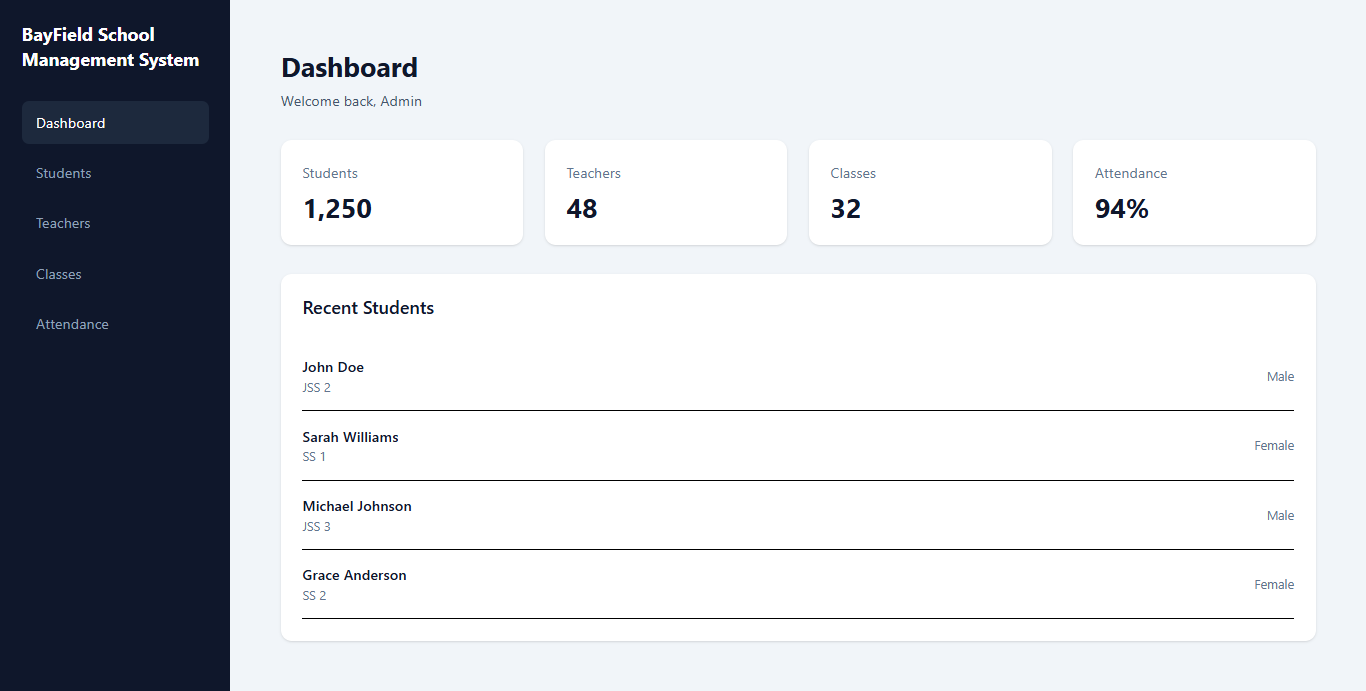 BayField School
Management System
Dashboard
Students
Teachers
Classes
Attendance
Dashboard
Welcome back, Admin
Students
1,250
Teachers
48
Classes
32
Attendance
94%
Recent Students
John Doe
JSS 2
Male
Sarah Williams
SS 1
Female
Michael Johnson
JSS 3
Male
Grace Anderson
SS 2
Female